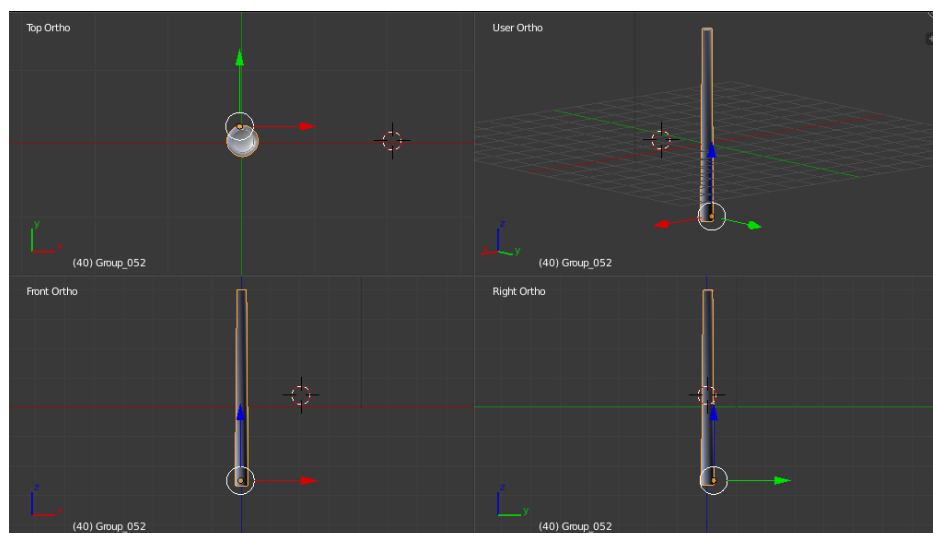 Top Ortho
y
x
(40) Group_052
User Ortho
z
x
y
(40) Group_052
Front Ortho
z
x
(40) Group_052
Right Ortho
z
y
(40) Group_052